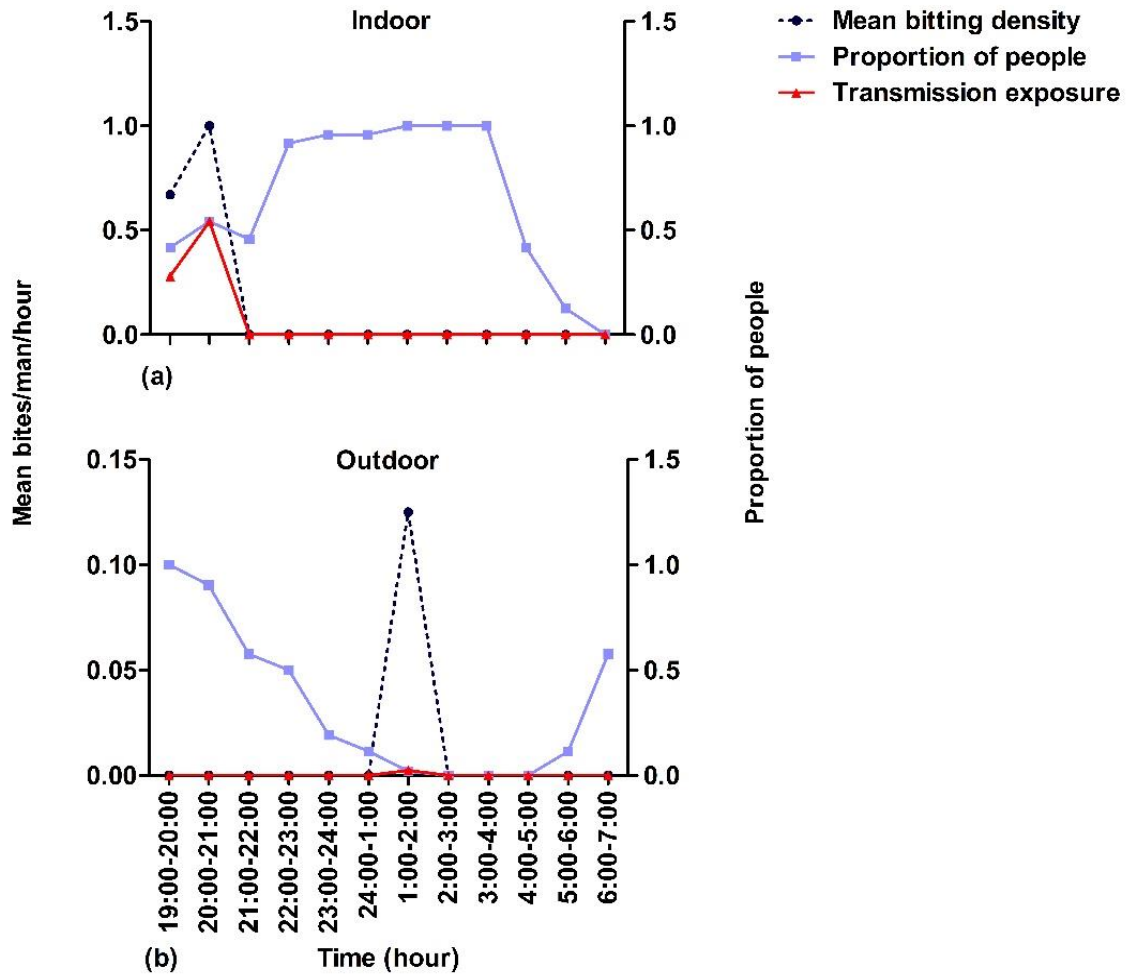 Indoor
Mean bitting density
Proportion of people
Transmission exposure
1.5
1.0
0.5
0.0
1.5
1.0
0.5
0.0
(a)
Mean bites/man/hour
Proportion of people
Outdoor
0.15
0.10
0.05
0.00
1.5
1.0
0.5
0.0
19:00-20:00
20:00-21:00
21:00-22:00
22:00-23:00
23:00-24:00
24:00-1:00
1:00-2:00
2:00-3:00
3:00-4:00
4:00-5:00
5:00-6:00
6:00-7:00
(b)
Time (hour)